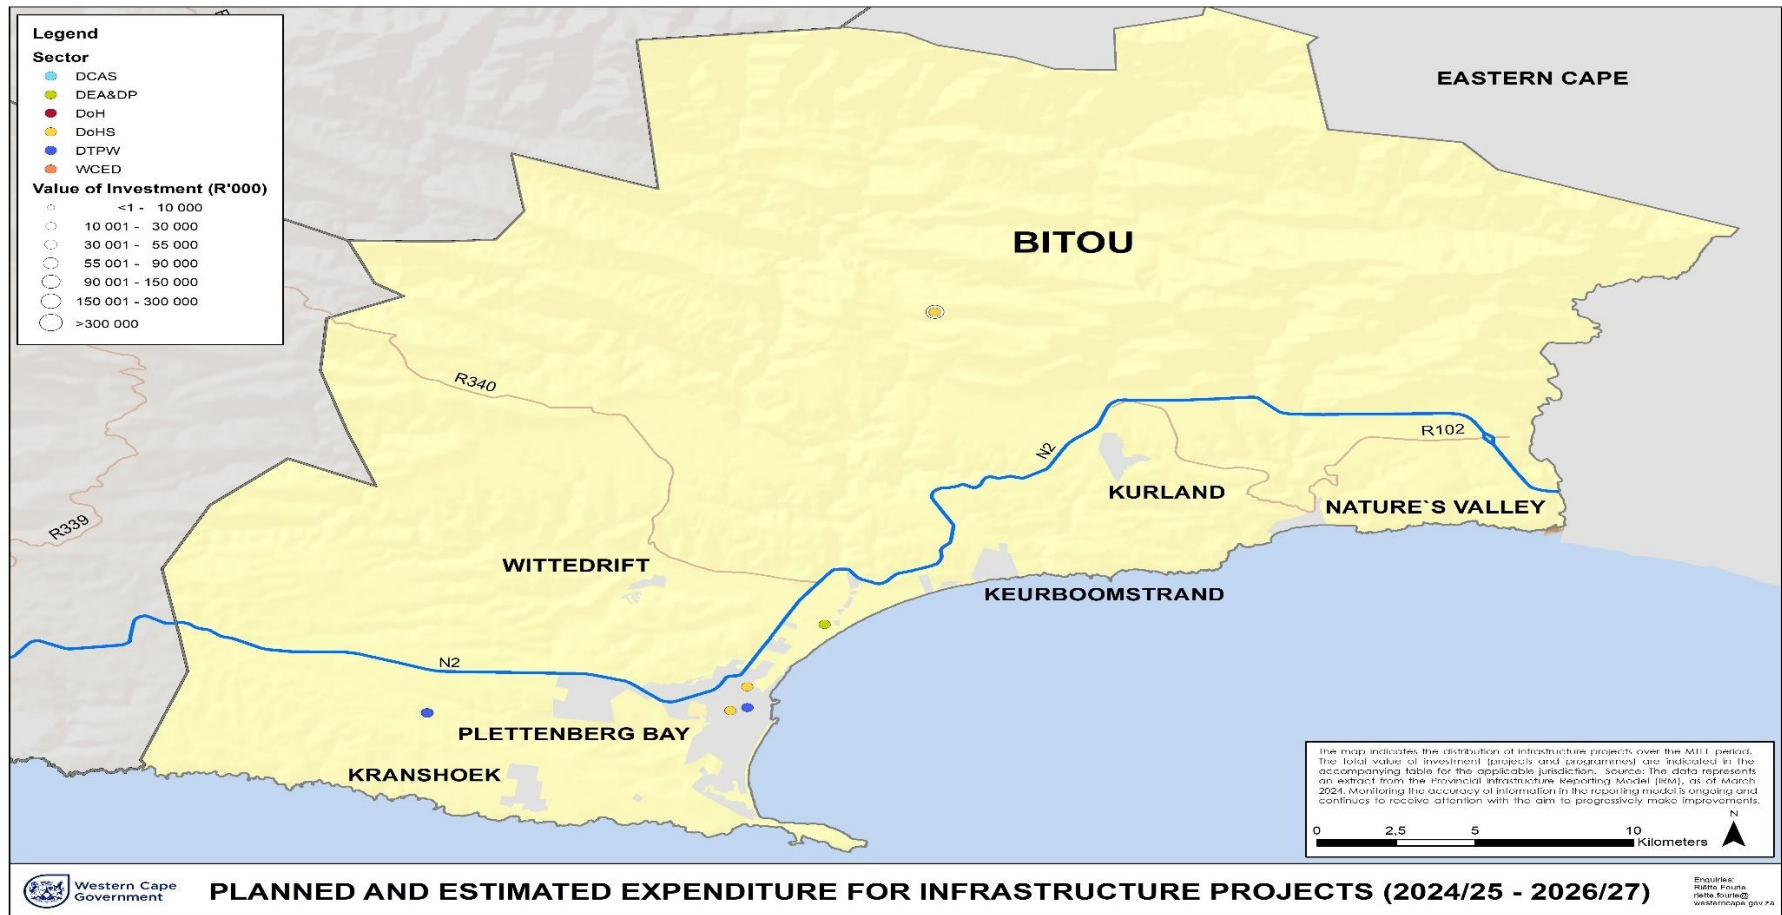 Legend
Sector
DCAS
DEA&DP
DoH
DoHS
DTPW
WCED
Value of Investment (R'000)
<1 - 10 000
10 001 - 30 000
30 001 - 55 000
55 001 - 90 000
90 001 - 150 000
150 001 - 300 000
>300 000
EASTERN CAPE
BITOU
R340
N2
R102
KURLAND
NATURE`S VALLEY
R339
WITTEDRIFT
KEURBOOMSTRAND
N2
PLETTENBERG BAY
KRANSHOEK
The map indicates the distribution of infrastructure projects over the MTEF period.
The total value of investment (projects and programmes) are indicated in the
accompanying table for the applicable jurisdiction. Source: The data represents
an extract from the Provincial Infrastructure Reporting Model (IRM), as of March
2024. Monitoring the accuracy of information in the reporting model is ongoing and
continues to receive attention with the aim to progressively make improvements.
N
0 2,5 5 10
Kilometers
Western Cape
Government
PLANNED AND ESTIMATED EXPENDITURE FOR INFRASTRUCTURE PROJECTS (2024/25 - 2026/27)
Enquiries:
Riëtte Fourie
riette.fourie@
westerncape.gov.za